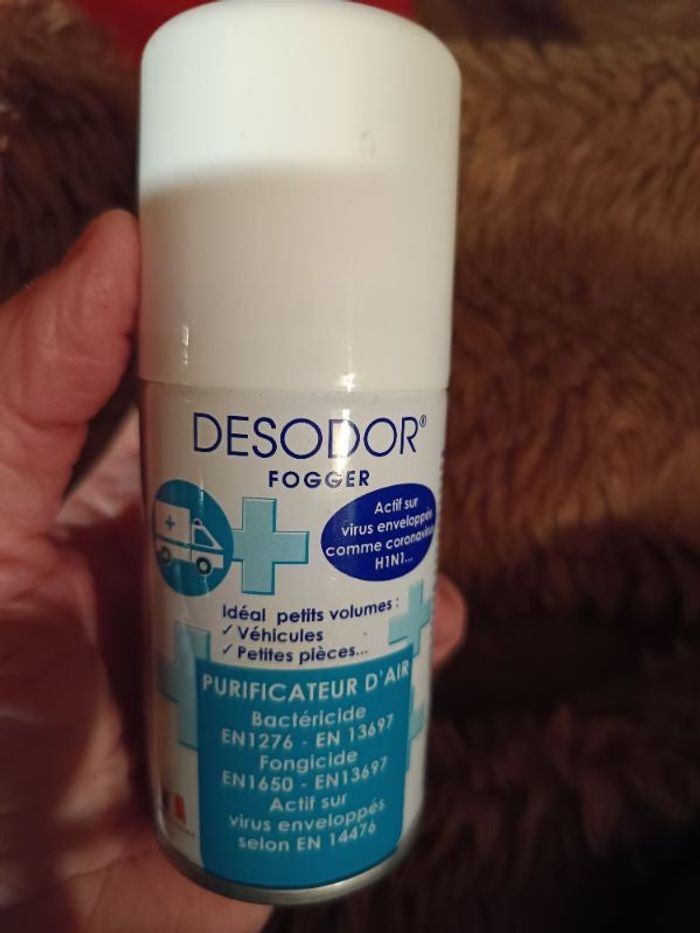 DESODOR®
FOGGER
Actif sur
virus enveloppés
comme coronavirus
H1N1...
Idéal petits volumes :
✓ Véhicules
✓ Petites pièces...
PURIFICATEUR D'AIR
Bactéricide
EN1276 - EN 13697
Fongicide
EN1650 - EN13697
Actif sur
virus enveloppés
selon EN 14476